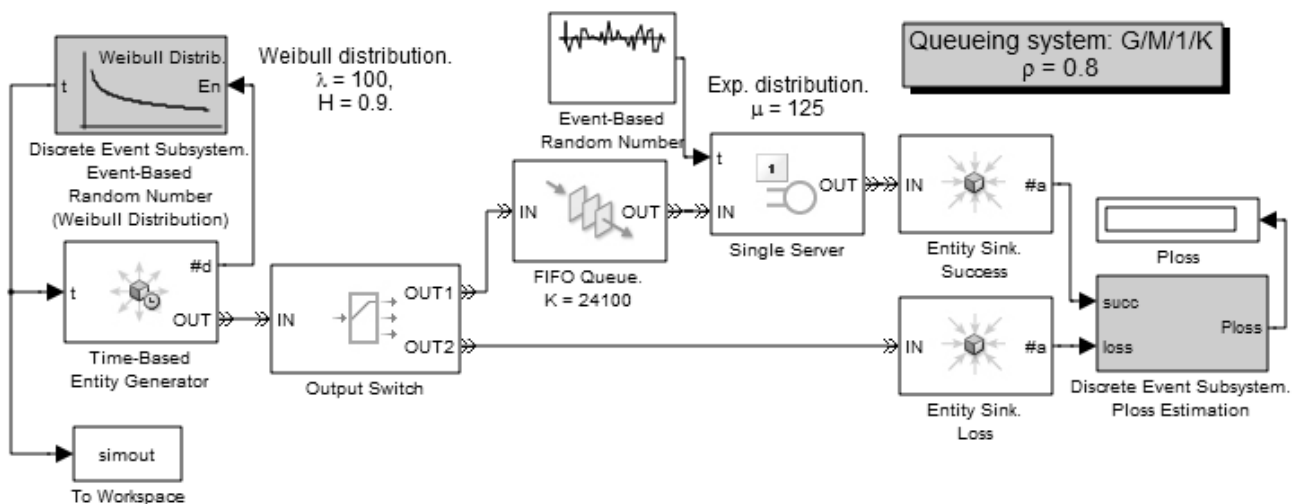 Weibull Distrib.
t
En
Discrete Event Subsystem.
Event-Based
Random Number
(Weibull Distribution)
Weibull distribution.
λ = 100,
H = 0.9.
Event-Based
Random Number
Exp. distribution.
μ = 125
Queueing system: G/M/1/K
ρ = 0.8
t
#d
OUT
Time-Based
Entity Generator
IN
OUT1
OUT2
Output Switch
IN
OUT
FIFO Queue.
K = 24100
t
1
IN
OUT
Single Server
IN
#a
Entity Sink.
Success
IN
#a
Entity Sink.
Loss
Ploss
succ
loss
Ploss
Discrete Event Subsystem.
Ploss Estimation
simout
To Workspace